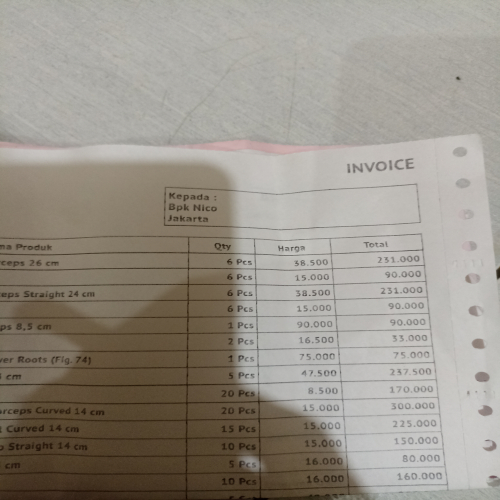 INVOICE
Kepada :
Bpk Nico
Jakarta
Produk Qty Harga Total
26 cm 6 Pcs 38.500 231.000
6 Pcs 15.000 90.000
Straight 24 cm 6 Pcs 38.500 231.000
6 Pcs 15.000 90.000
8,5 cm 1 Pcs 90.000 90.000
2 Pcs 16.500 33.000
Roots (Fig. 74) 1 Pcs 75.000 75.000
cm 5 Pcs 47.500 237.500
20 Pcs 8.500 170.000
Curved 14 cm 20 Pcs 15.000 300.000
Curved 14 cm 15 Pcs 15.000 225.000
Straight 14 cm 10 Pcs 15.000 150.000
cm 5 Pcs 16.000 80.000
10 Pcs 16.000 160.000